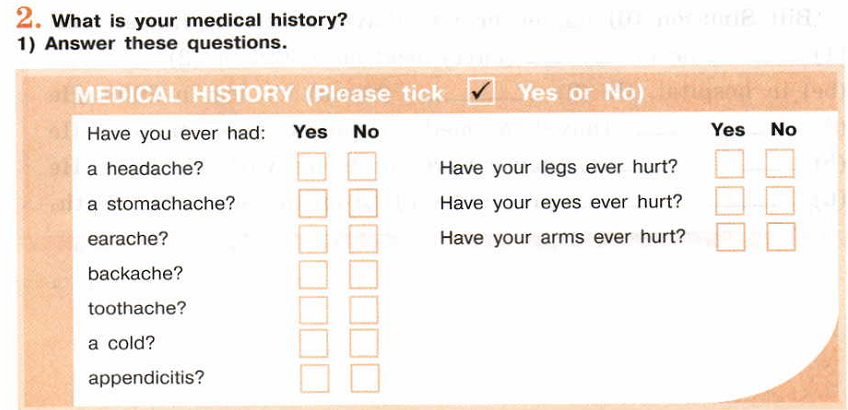 2. What is your medical history?
1) Answer these questions.
MEDICAL HISTORY (Please tick ✓ Yes or No)
Have you ever had: Yes No
a headache?
a stomachache?
earache?
backache?
toothache?
a cold?
appendicitis?
Yes No
Have your legs ever hurt?
Have your eyes ever hurt?
Have your arms ever hurt?